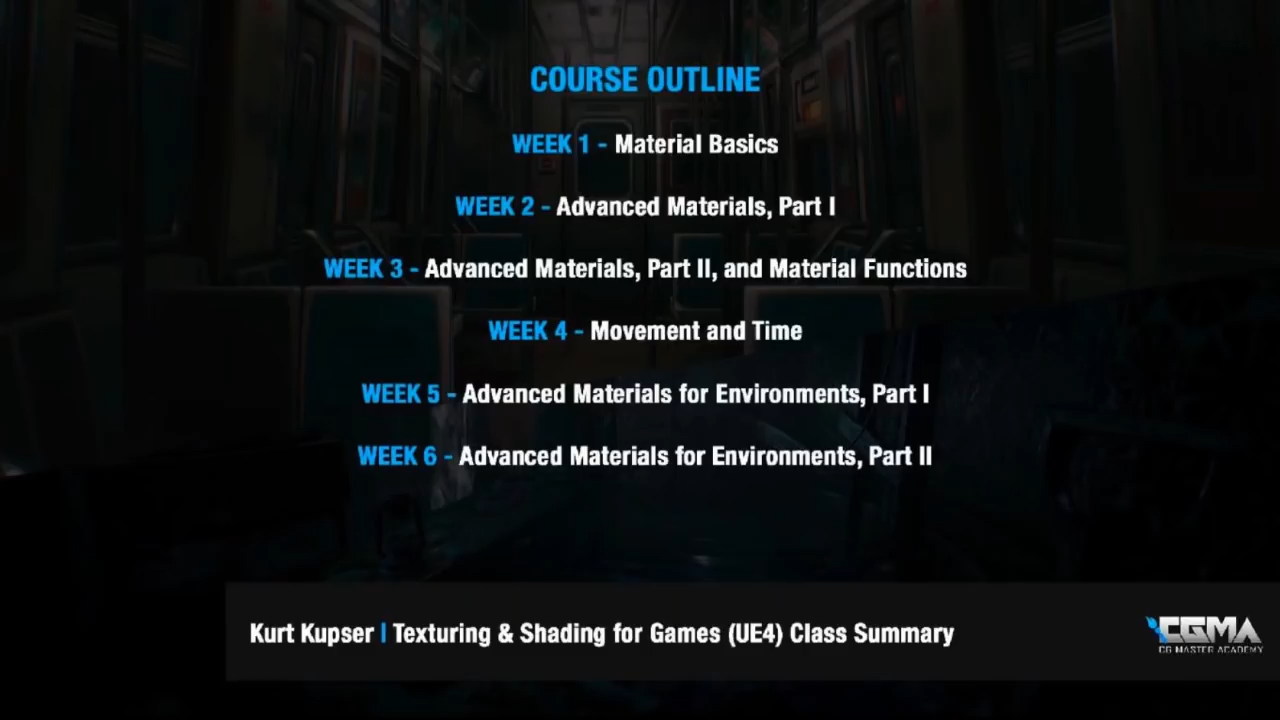 COURSE OUTLINE
WEEK 1 - Material Basics
WEEK 2 - Advanced Materials, Part I
WEEK 3 - Advanced Materials, Part II, and Material Functions
WEEK 4 - Movement and Time
WEEK 5 - Advanced Materials for Environments, Part I
WEEK 6 - Advanced Materials for Environments, Part II
Kurt Kupser | Texturing & Shading for Games (UE4) Class Summary
CGMA
CG MASTER ACADEMY